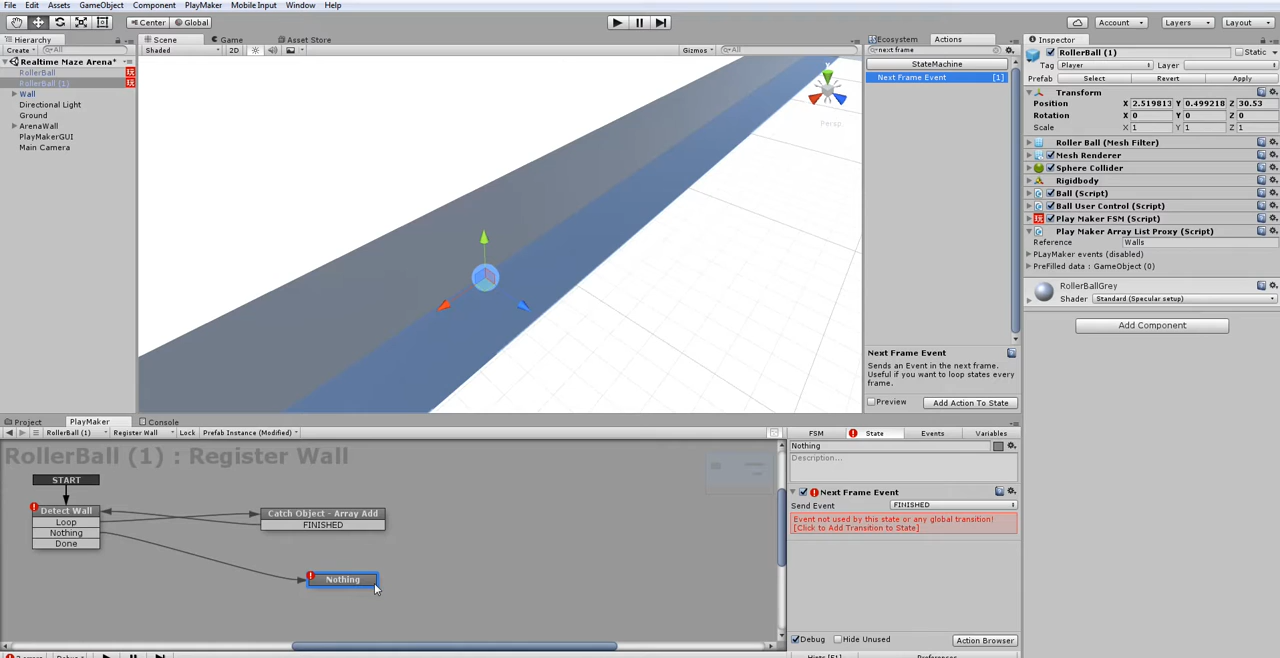 File Edit Assets GameObject Component PlayMaker Mobile Input Window Help
Center Global Account Layers Layout
Hierarchy Scene Game Asset Store Ecosystem Actions Inspector
Create All Shaded 2D Gizmos All next frame RollerBall (1) Static
Realtime Maze Arena* StateMachine Tag Player Layer
RollerBall Next Frame Event [1] Prefab Select Revert Apply
RollerBall (1)
Wall Transform
Directional Light Position X 2.519813 Y 0.499218 Z 30.53
Ground Rotation X 0 Y 0 Z 0
ArenaWall Persp Scale X 1 Y 1 Z 1
PlayMakerGUI
Main Camera
Roller Ball (Mesh Filter)
Mesh Renderer
Sphere Collider
Rigidbody
Ball (Script)
Ball User Control (Script)
Play Maker FSM (Script)
Play Maker Array List Proxy (Script)
Reference Walls
PLayMaker events (disabled)
PreFilled data : GameObject (0)
RollerBallGrey
Shader Standard (Specular setup)
Add Component
Next Frame Event
Sends an Event in the next frame.
Useful if you want to loop states every
frame.
Preview Add Action To State
Project PlayMaker Console
RollerBall (1) Register Wall Lock Prefab Instance (Modified) FSM State Events Variables
RollerBall (1) : Register Wall
START
Detect Wall
Loop
Nothing
Done
Catch Object - Array Add
FINISHED
Nothing
Nothing
Description...
Next Frame Event
Send Event FINISHED
Event not used by this state or any global transition!
[Click to Add Transition to State]
Debug Hide Unused Action Browser